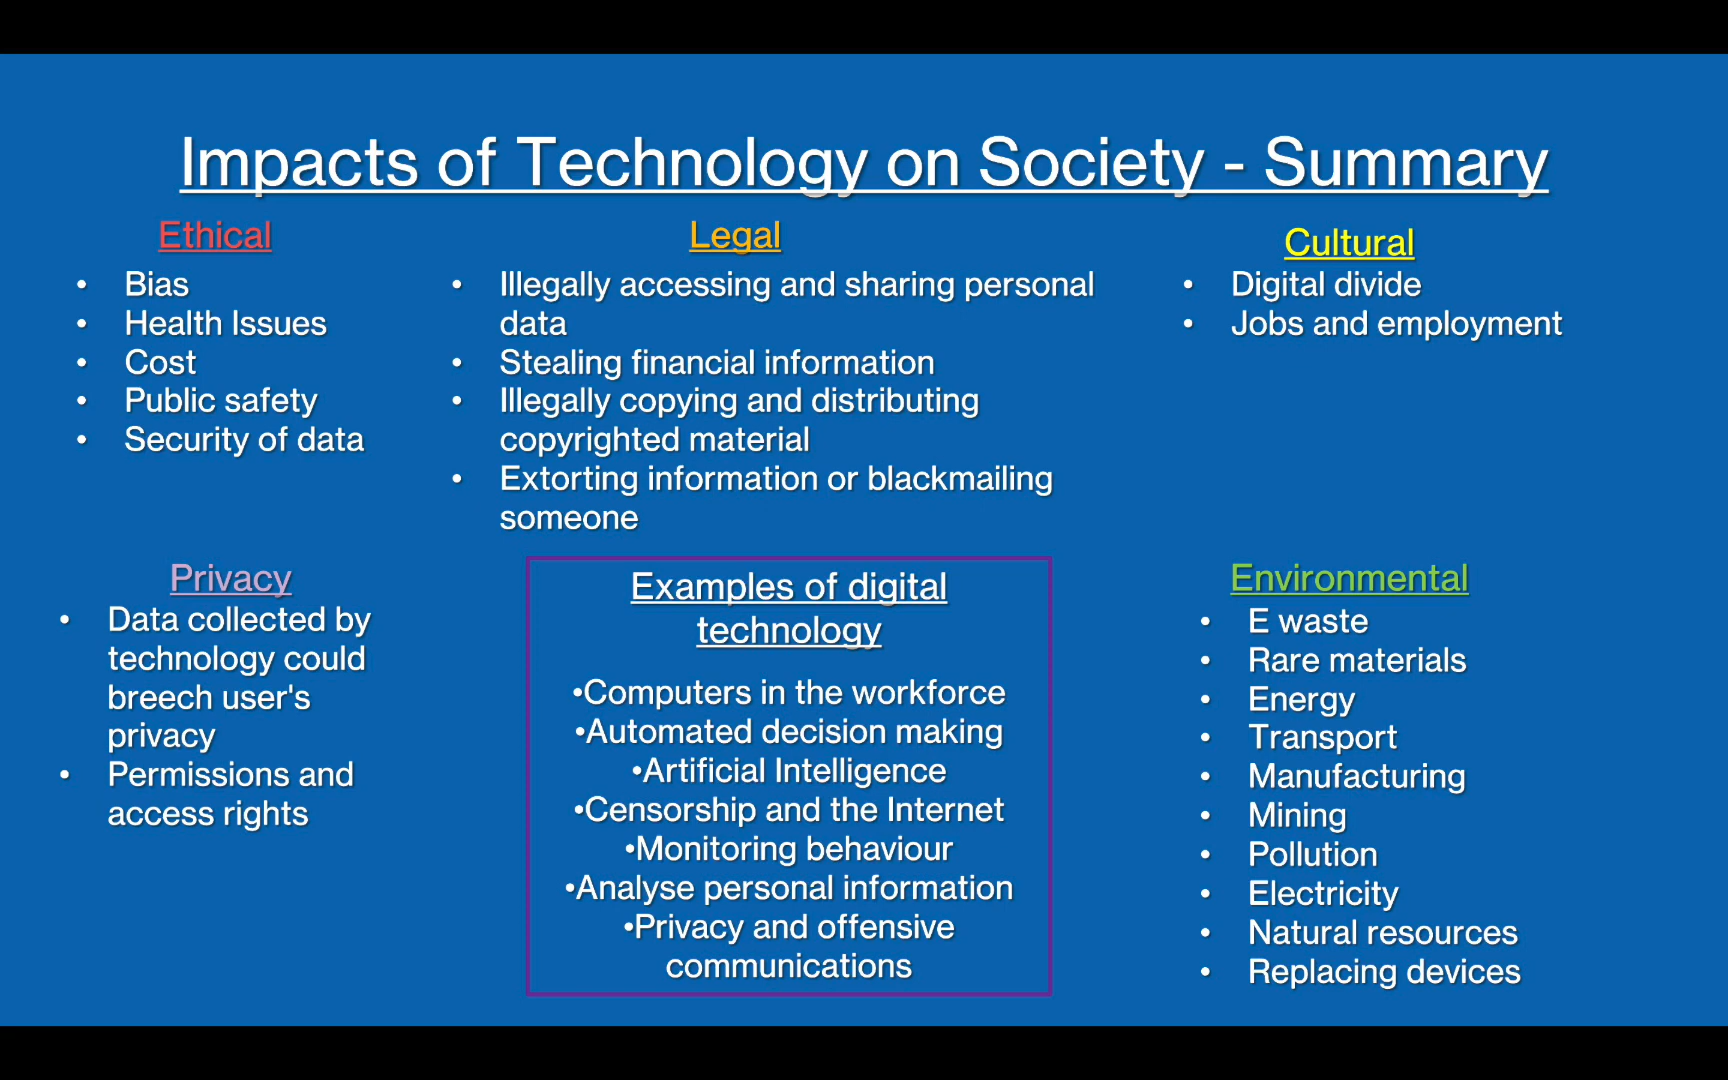 Impacts of Technology on Society - Summary
Ethical
• Bias
• Health Issues
• Cost
• Public safety
• Security of data
Legal
• Illegally accessing and sharing personal
data
• Stealing financial information
• Illegally copying and distributing
copyrighted material
• Extorting information or blackmailing
someone
Cultural
• Digital divide
• Jobs and employment
Privacy
• Data collected by
technology could
breech user's
privacy
• Permissions and
access rights
Examples of digital
technology
•Computers in the workforce
•Automated decision making
•Artificial Intelligence
•Censorship and the Internet
•Monitoring behaviour
•Analyse personal information
•Privacy and offensive
communications
Environmental
• E waste
• Rare materials
• Energy
• Transport
• Manufacturing
• Mining
• Pollution
• Electricity
• Natural resources
• Replacing devices